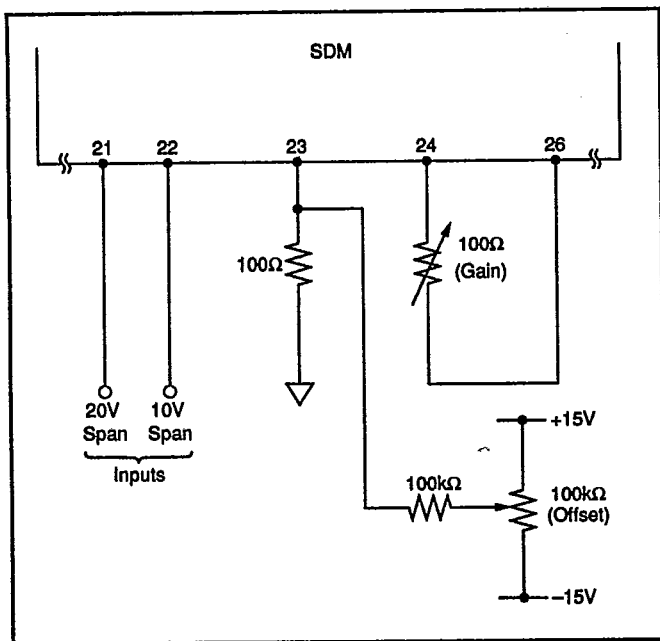 SDM
21 22 23 24 26
100Ω
100Ω
(Gain)
20V
Span
10V
Span
Inputs
+15V
100kΩ
100kΩ
(Offset)
–15V